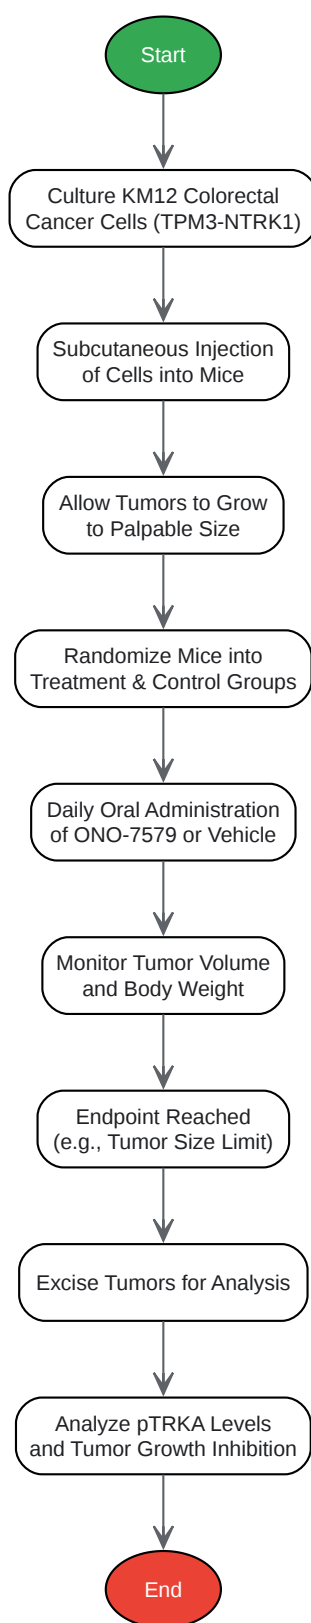 Start
Culture KM12 Colorectal
Cancer Cells (TPM3-NTRK1)
Subcutaneous Injection
of Cells into Mice
Allow Tumors to Grow
to Palpable Size
Randomize Mice into
Treatment & Control Groups
Daily Oral Administration
of ONO-7579 or Vehicle
Monitor Tumor Volume
and Body Weight
Endpoint Reached
(e.g., Tumor Size Limit)
Excise Tumors for Analysis
Analyze pTRKA Levels
and Tumor Growth Inhibition
End